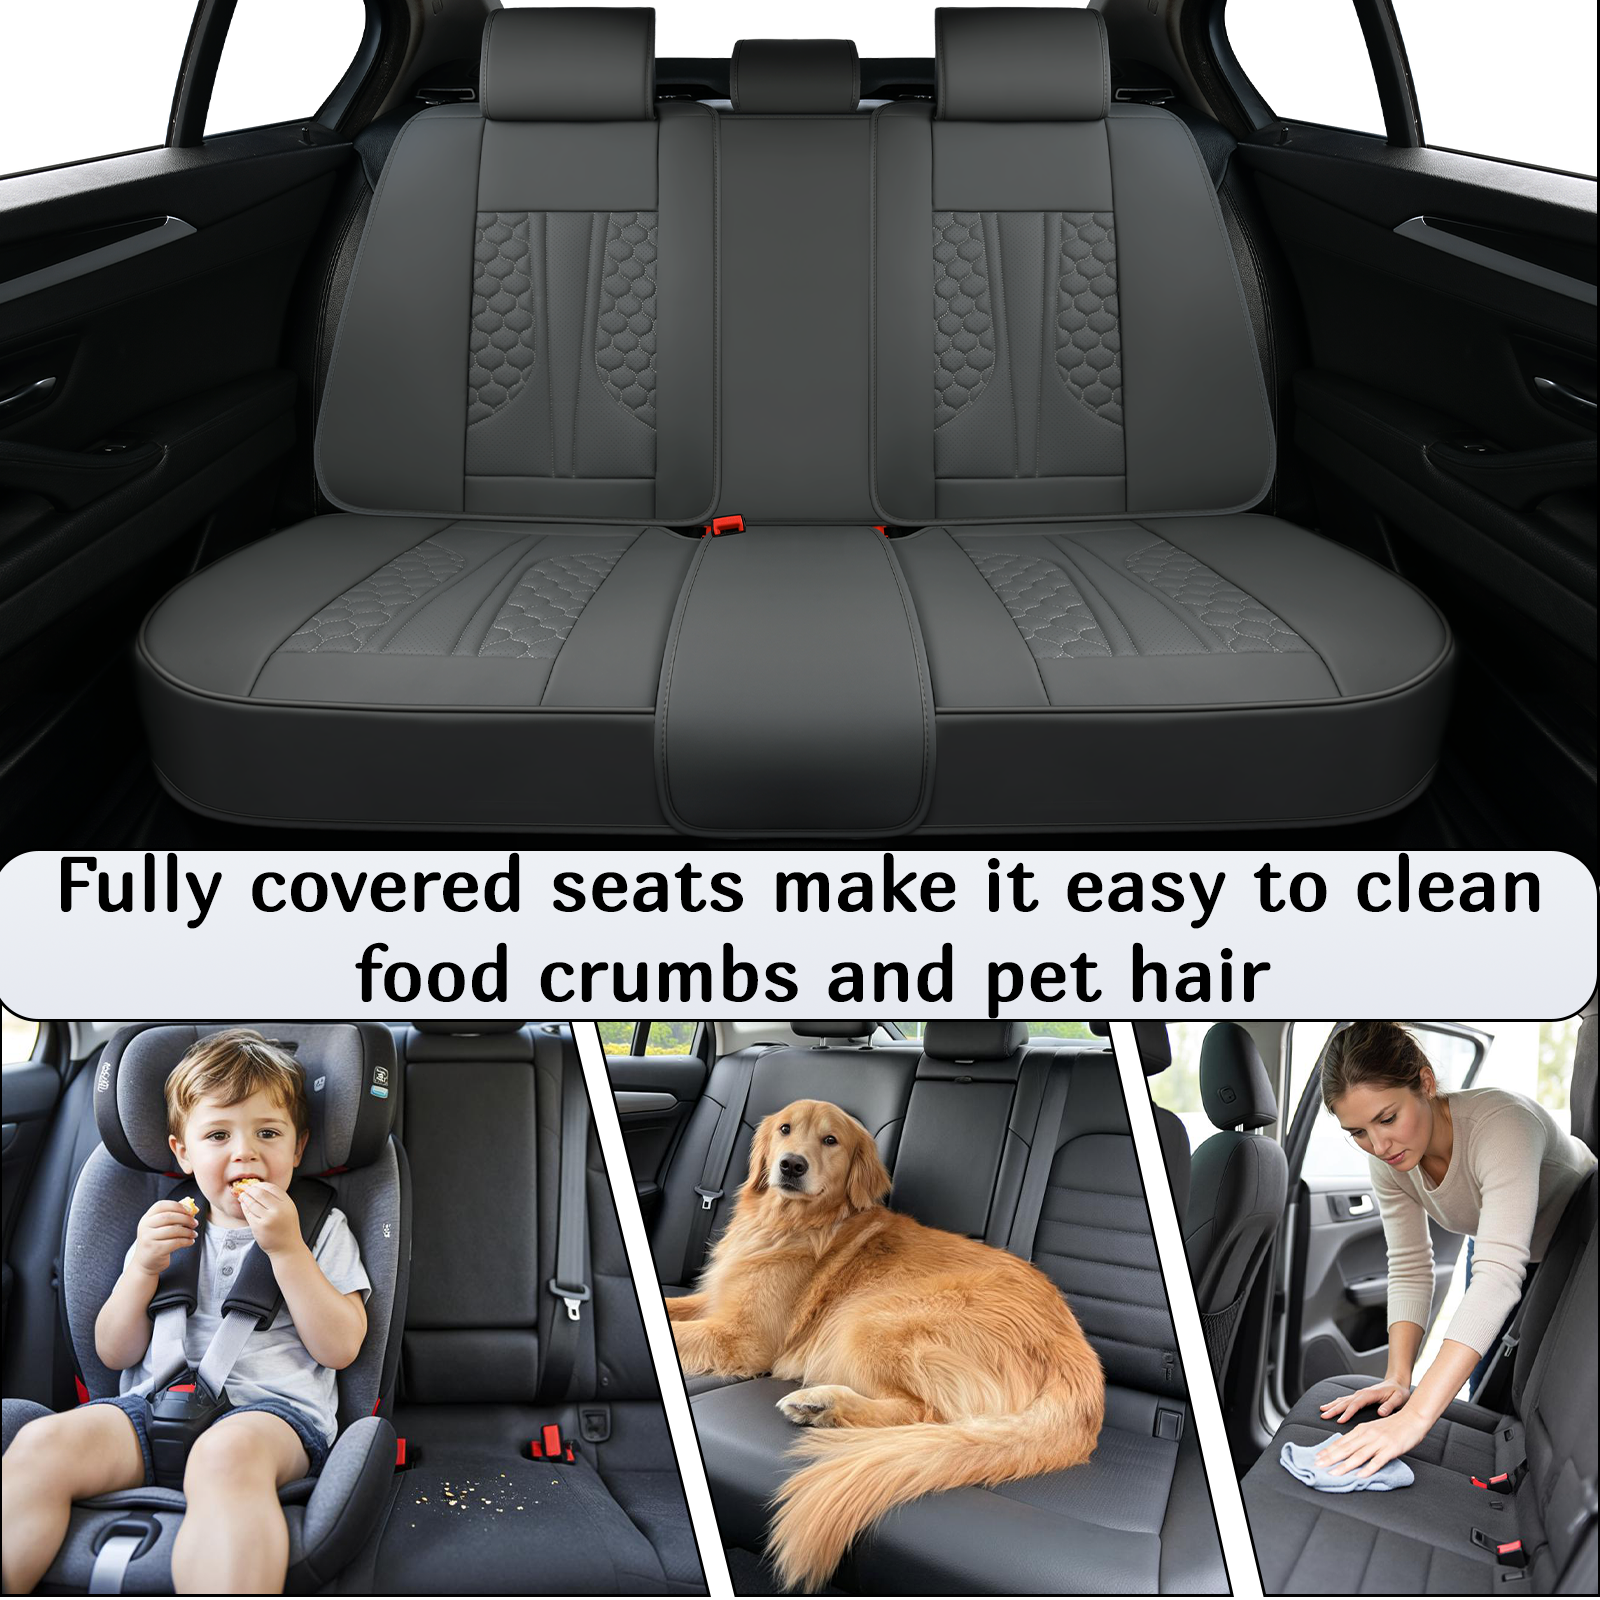 Fully covered seats make it easy to clean
food crumbs and pet hair